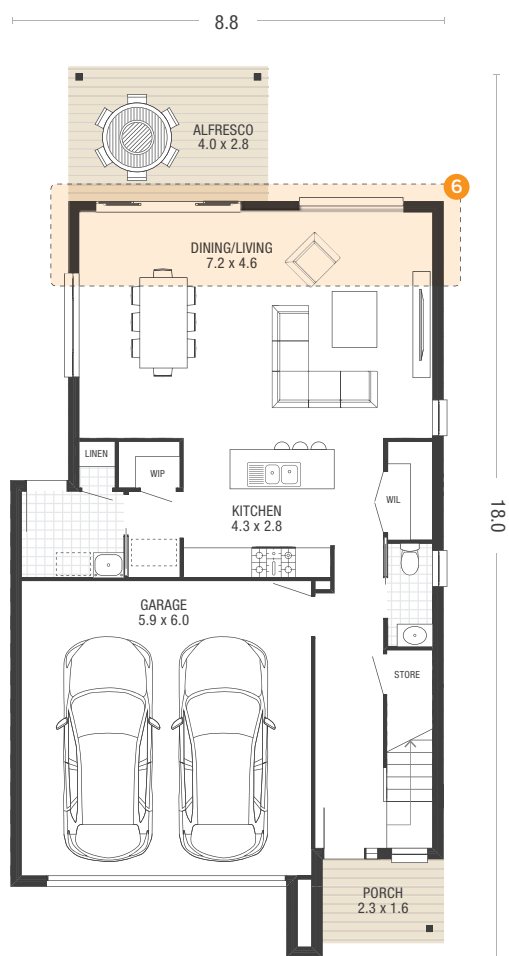 8.8
ALFRESCO
4.0 x 2.8
6
DINING/LIVING
7.2 x 4.6
LINEN
WIP
WIL
KITCHEN
4.3 x 2.8
18.0
GARAGE
5.9 x 6.0
STORE
PORCH
2.3 x 1.6